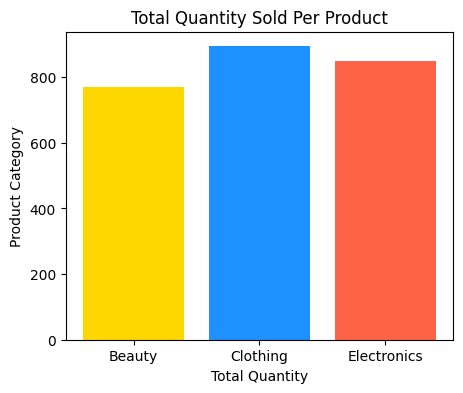 Total Quantity Sold Per Product
Product Category
800
600
400
200
0
Beauty Clothing Electronics
Total Quantity